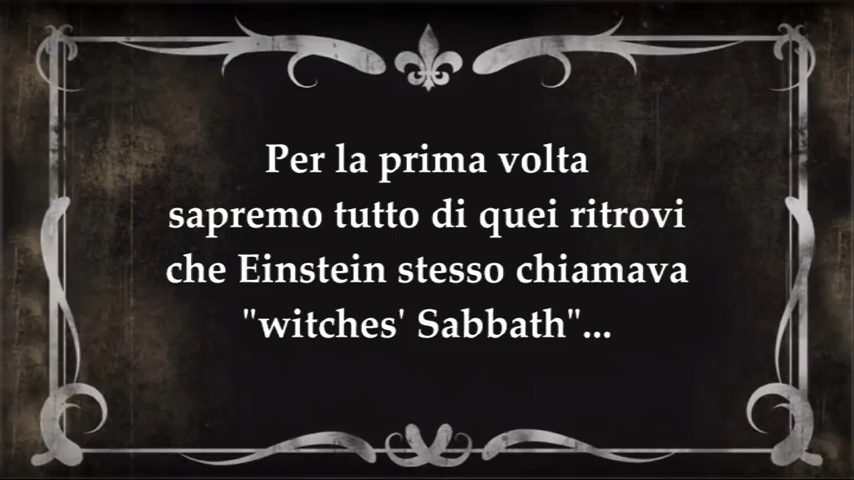 Per la prima volta
sapremo tutto di quei ritrovi
che Einstein stesso chiamava
"witches' Sabbath"...